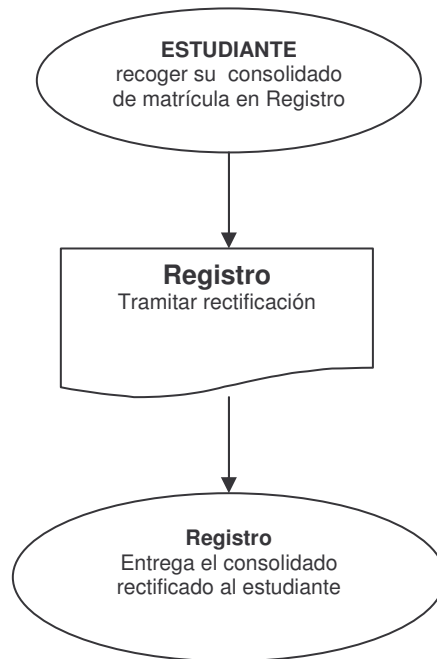 ESTUDIANTE
recoger su consolidado
de matrícula en Registro
Registro
Tramitar rectificación
Registro
Entrega el consolidado
rectificado al estudiante